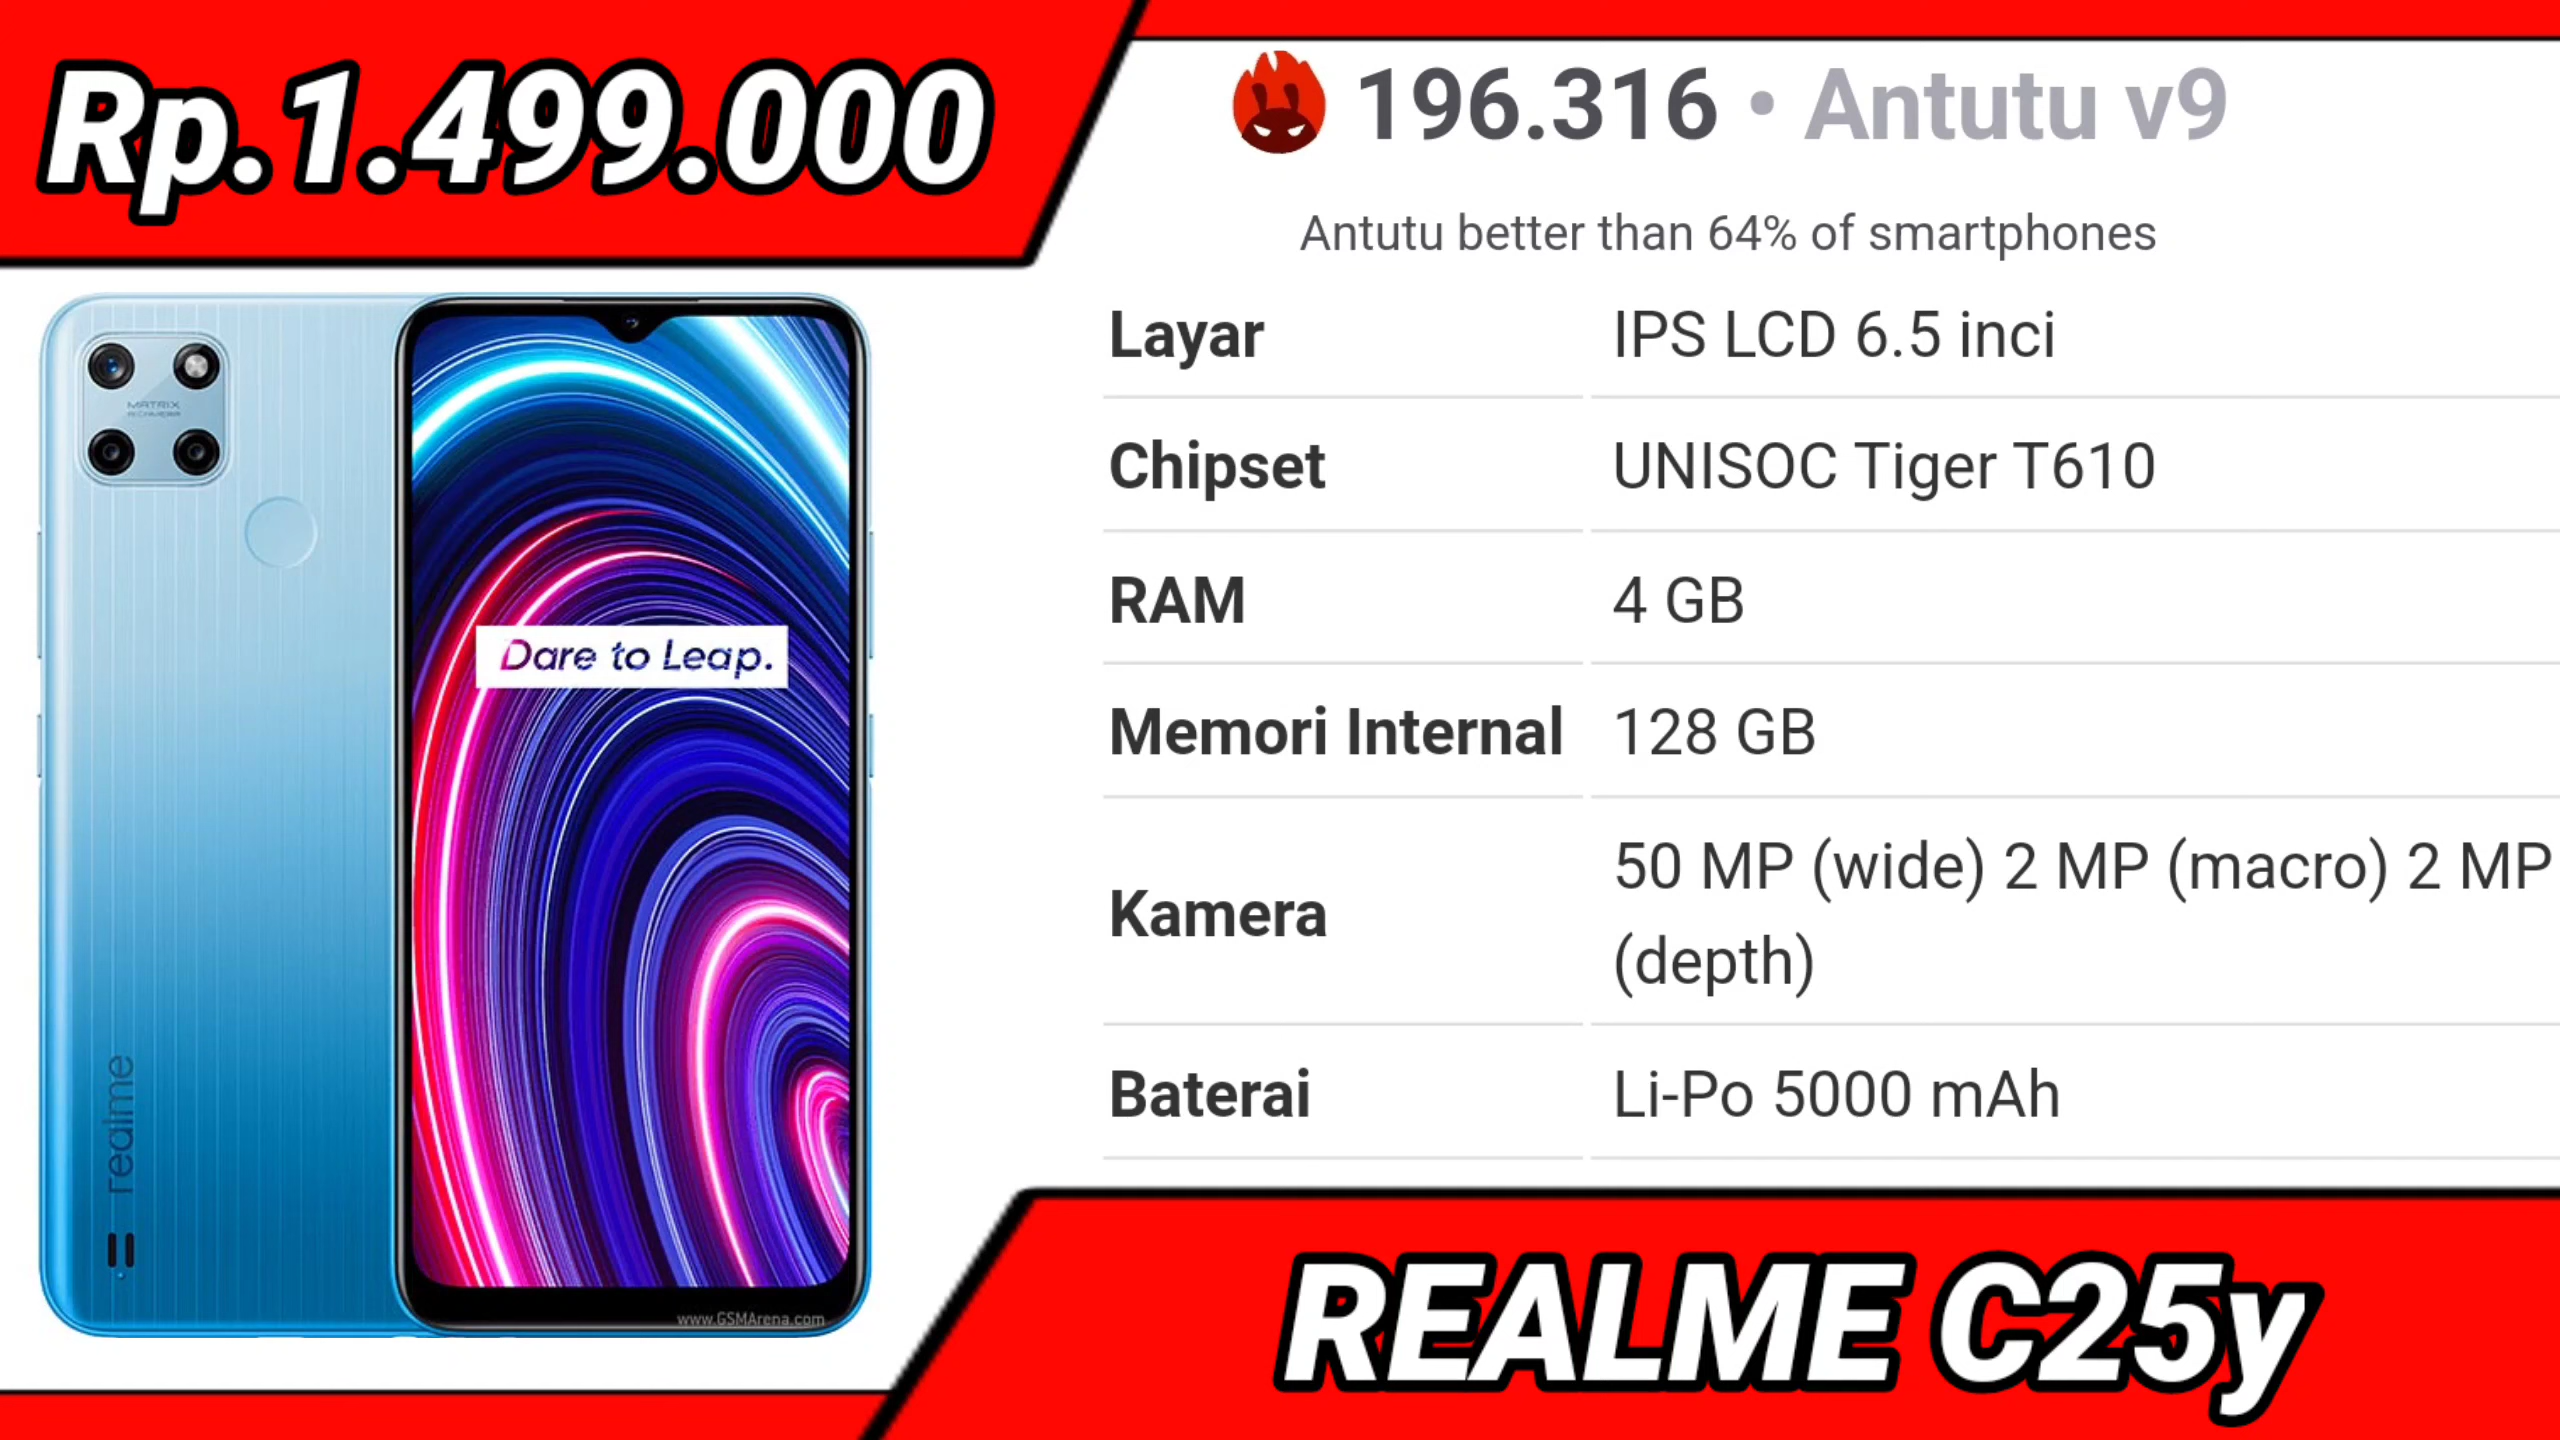 Rp.1.499.000
196.316 • Antutu v9
Antutu better than 64% of smartphones
Layar IPS LCD 6.5 inci
Chipset UNISOC Tiger T610
RAM 4 GB
Memori Internal 128 GB
Kamera 50 MP (wide) 2 MP (macro) 2 MP
(depth)
Baterai Li-Po 5000 mAh
MATRIX
Dare to Leap.
realme
www.GSMArena.com
REALME C25y